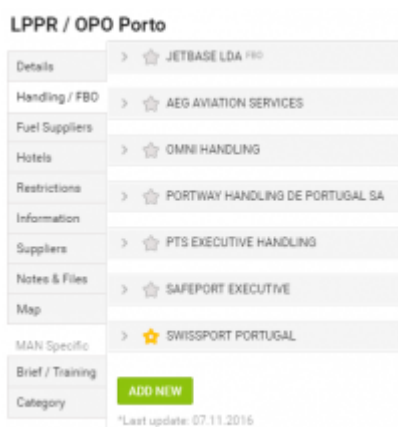 LPPR / OPO Porto
Details
Handling / FBO
Fuel Suppliers
Hotels
Restrictions
Information
Suppliers
Notes & Files
Map
MAN Specific
Brief / Training
Category
JETBASE LDA FBO
AEG AVIATION SERVICES
OMNI HANDLING
PORTWAY HANDLING DE PORTUGAL SA
PTS EXECUTIVE HANDLING
SAFEPORT EXECUTIVE
SWISSPORT PORTUGAL
ADD NEW
*Last update: 07.11.2016